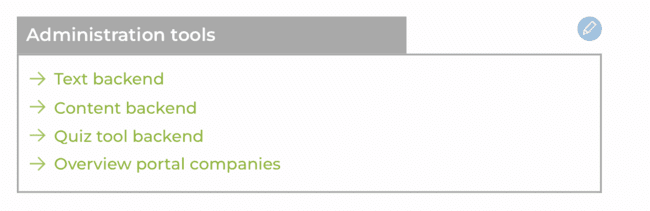 Administration tools
Text backend
Content backend
Quiz tool backend
Overview portal companies